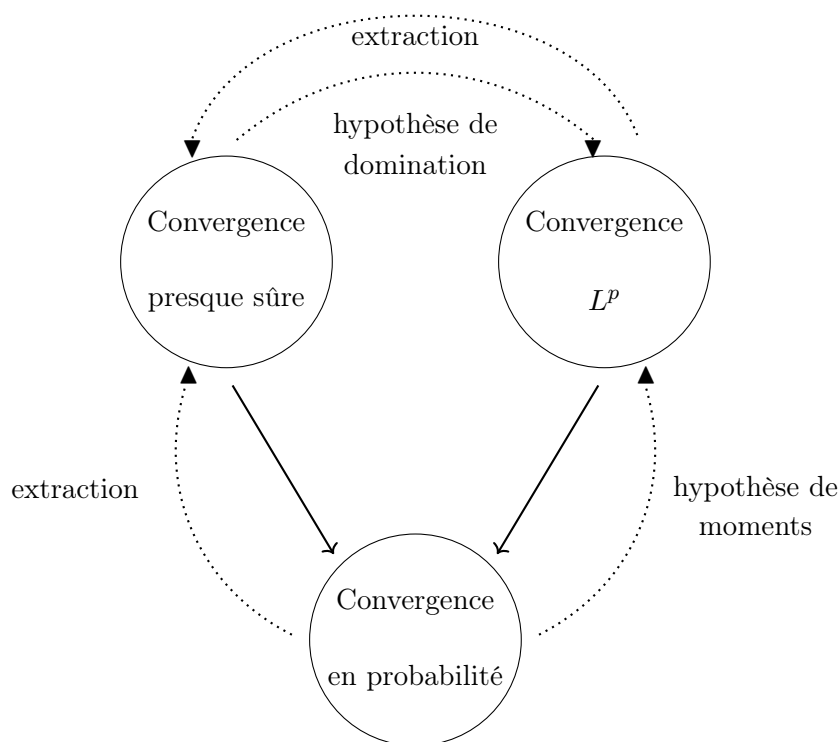 extraction
hypothèse de
domination
Convergence
presque sûre
Convergence
L^p
extraction
hypothèse de
moments
Convergence
en probabilité